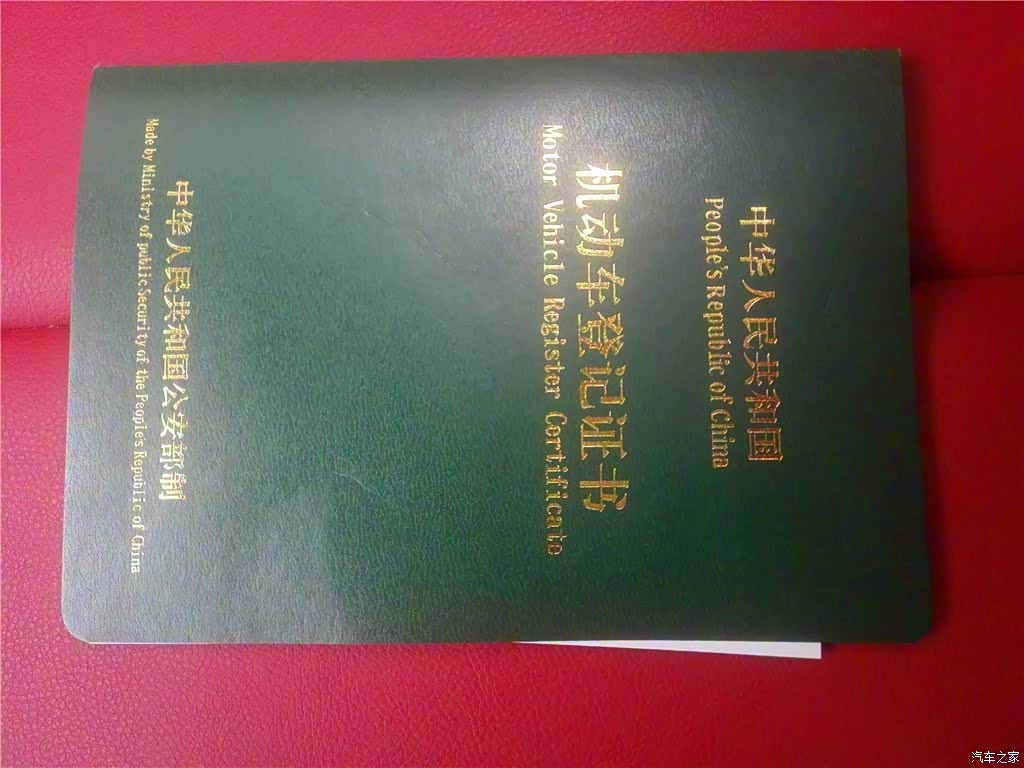 中华人民共和国
People's Republic of China
机动车登记证书
Motor Vehicle Register Certificate
中华人民共和国公安部制
Made by Ministry of public.Security of the People's Republic of China
汽车之家